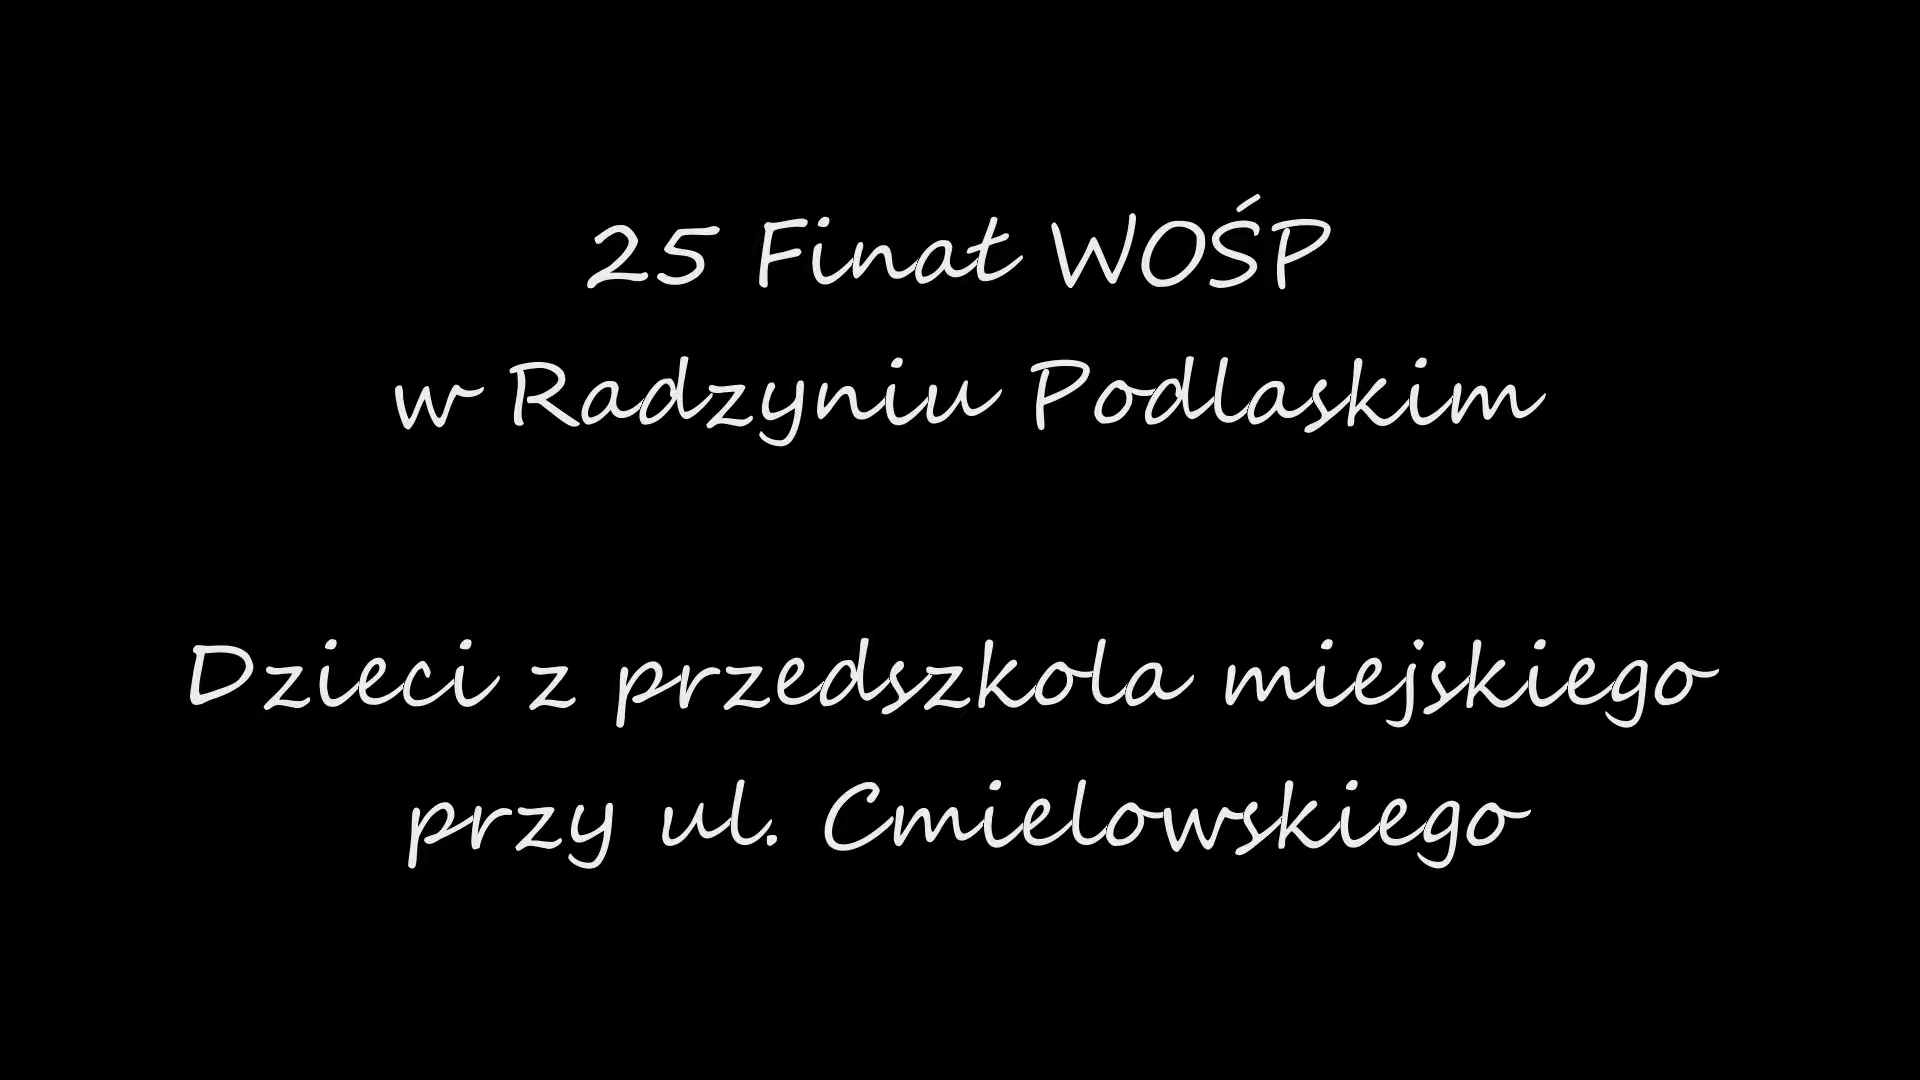 25 Finał WOŚP
w Radzyniu Podlaskim
Dzieci z przedszkola miejskiego
przy ul. Cmielowskiego